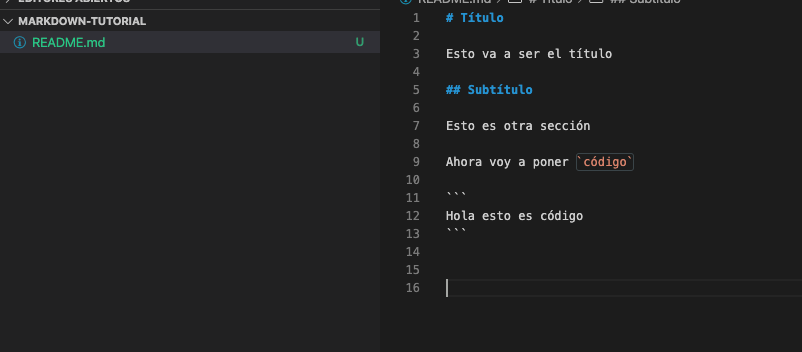 EDITORES ABIERTOS
MARKDOWN-TUTORIAL
README.md U
README.md > # Título > ## Subtítulo
1 # Título
2
3 Esto va a ser el título
4
5 ## Subtítulo
6
7 Esto es otra sección
8
9 Ahora voy a poner `código`
10
11 ```
12 Hola esto es código
13 ```
14
15
16